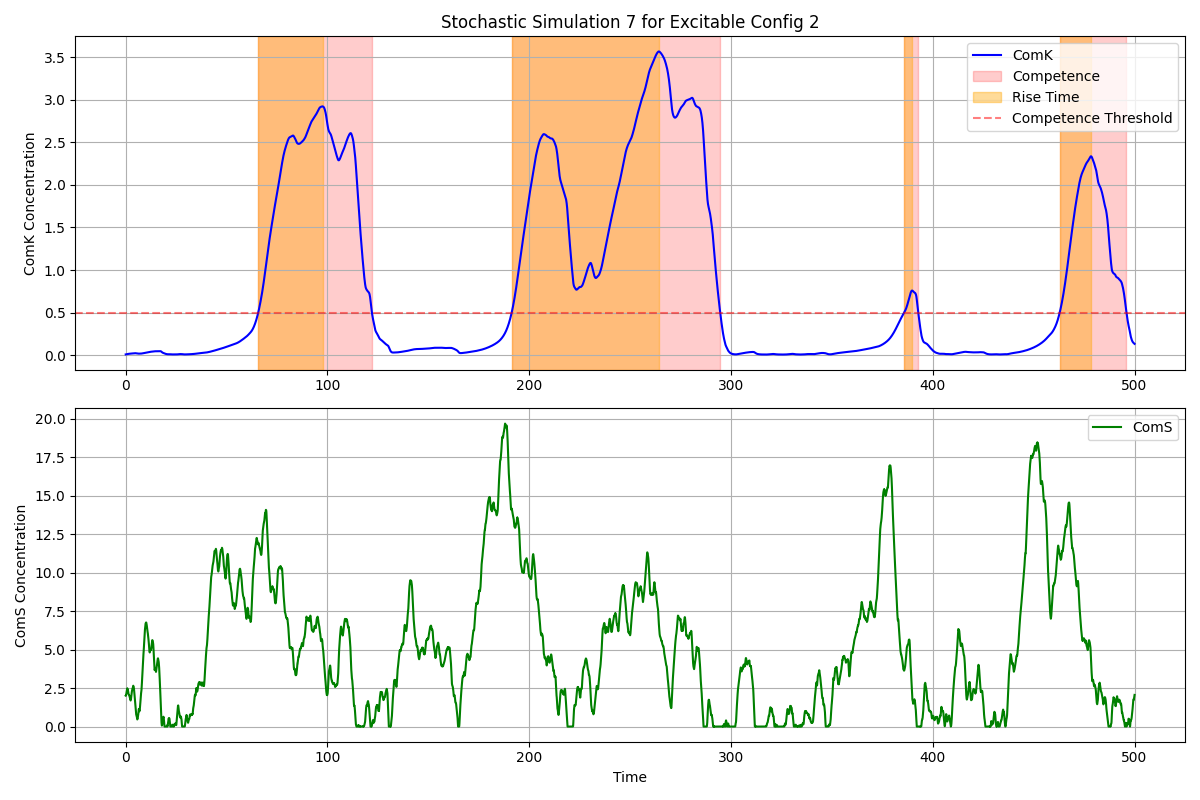 Stochastic Simulation 7 for Excitable Config 2
ComK Concentration
3.5
3.0
2.5
2.0
1.5
1.0
0.5
0.0
ComK
Competence
Rise Time
Competence Threshold
0 100 200 300 400 500
ComS Concentration
20.0
17.5
15.0
12.5
10.0
7.5
5.0
2.5
0.0
ComS
0 100 200 300 400 500
Time